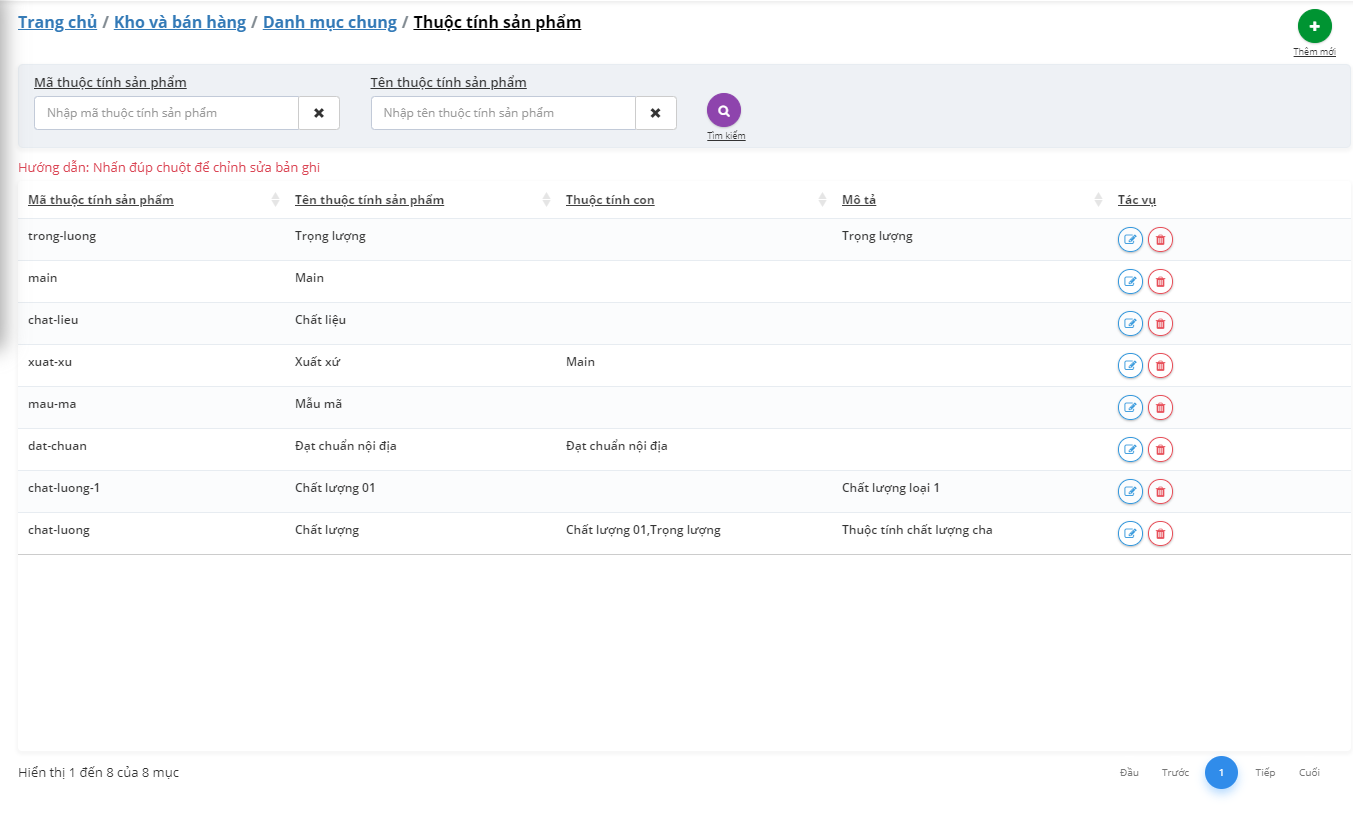 Trang chủ / Kho và bán hàng / Danh mục chung / Thuộc tính sản phẩm
Thêm mới
Mã thuộc tính sản phẩm Tên thuộc tính sản phẩm
Nhập mã thuộc tính sản phẩm Nhập tên thuộc tính sản phẩm
Tìm kiếm
Hướng dẫn: Nhấn đúp chuột để chỉnh sửa bản ghi
Mã thuộc tính sản phẩm Tên thuộc tính sản phẩm Thuộc tính con Mô tả Tác vụ
trong-luong Trọng lượng Trọng lượng
main Main
chat-lieu Chất liệu
xuat-xu Xuất xứ Main
mau-ma Mẫu mã
dat-chuan Đạt chuẩn nội địa Đạt chuẩn nội địa
chat-luong-1 Chất lượng 01 Chất lượng loại 1
chat-luong Chất lượng Chất lượng 01,Trọng lượng Thuộc tính chất lượng cha
Hiển thị 1 đến 8 của 8 mục Đầu Trước 1 Tiếp Cuối